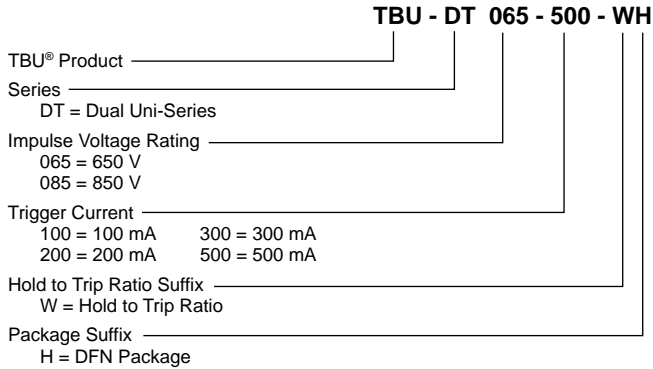 TBU - DT 065 - 500 - WH
TBU® Product
Series
DT = Dual Uni-Series
Impulse Voltage Rating
065 = 650 V
085 = 850 V
Trigger Current
100 = 100 mA 300 = 300 mA
200 = 200 mA 500 = 500 mA
Hold to Trip Ratio Suffix
W = Hold to Trip Ratio
Package Suffix
H = DFN Package